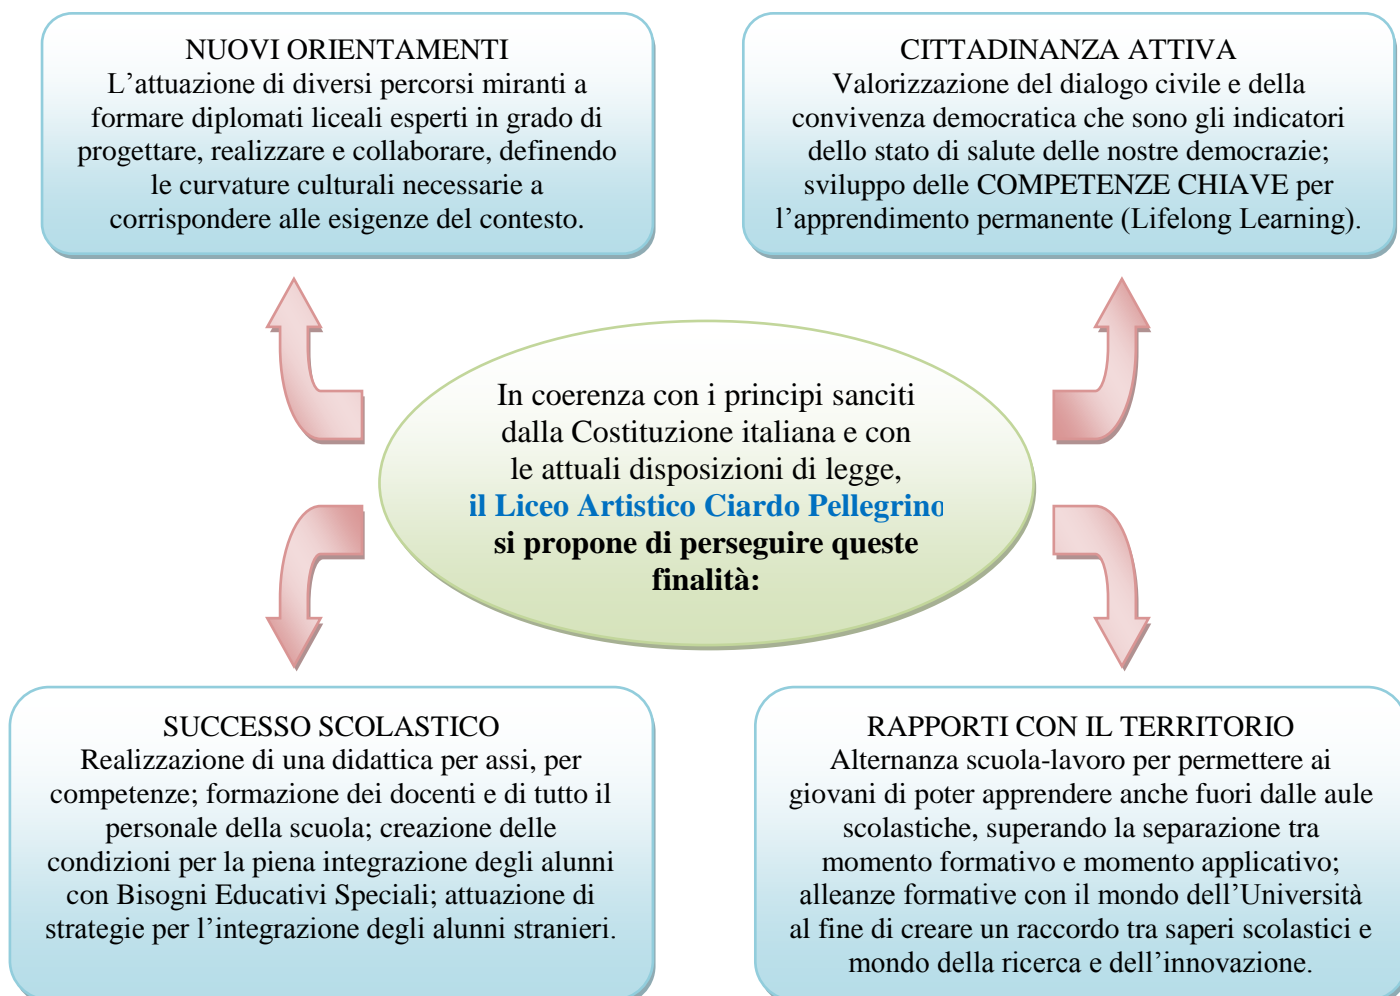 NUOVI ORIENTAMENTI
L’attuazione di diversi percorsi miranti a
formare diplomati liceali esperti in grado di
progettare, realizzare e collaborare, definendo
le curvature culturali necessarie a
corrispondere alle esigenze del contesto.
CITTADINANZA ATTIVA
Valorizzazione del dialogo civile e della
convivenza democratica che sono gli indicatori
dello stato di salute delle nostre democrazie;
sviluppo delle COMPETENZE CHIAVE per
l’apprendimento permanente (Lifelong Learning).
In coerenza con i principi sanciti
dalla Costituzione italiana e con
le attuali disposizioni di legge,
il Liceo Artistico Ciardo Pellegrino
si propone di perseguire queste
finalità:
SUCCESSO SCOLASTICO
Realizzazione di una didattica per assi, per
competenze; formazione dei docenti e di tutto il
personale della scuola; creazione delle
condizioni per la piena integrazione degli alunni
con Bisogni Educativi Speciali; attuazione di
strategie per l’integrazione degli alunni stranieri.
RAPPORTI CON IL TERRITORIO
Alternanza scuola-lavoro per permettere ai
giovani di poter apprendere anche fuori dalle aule
scolastiche, superando la separazione tra
momento formativo e momento applicativo;
alleanze formative con il mondo dell’Università
al fine di creare un raccordo tra saperi scolastici e
mondo della ricerca e dell’innovazione.